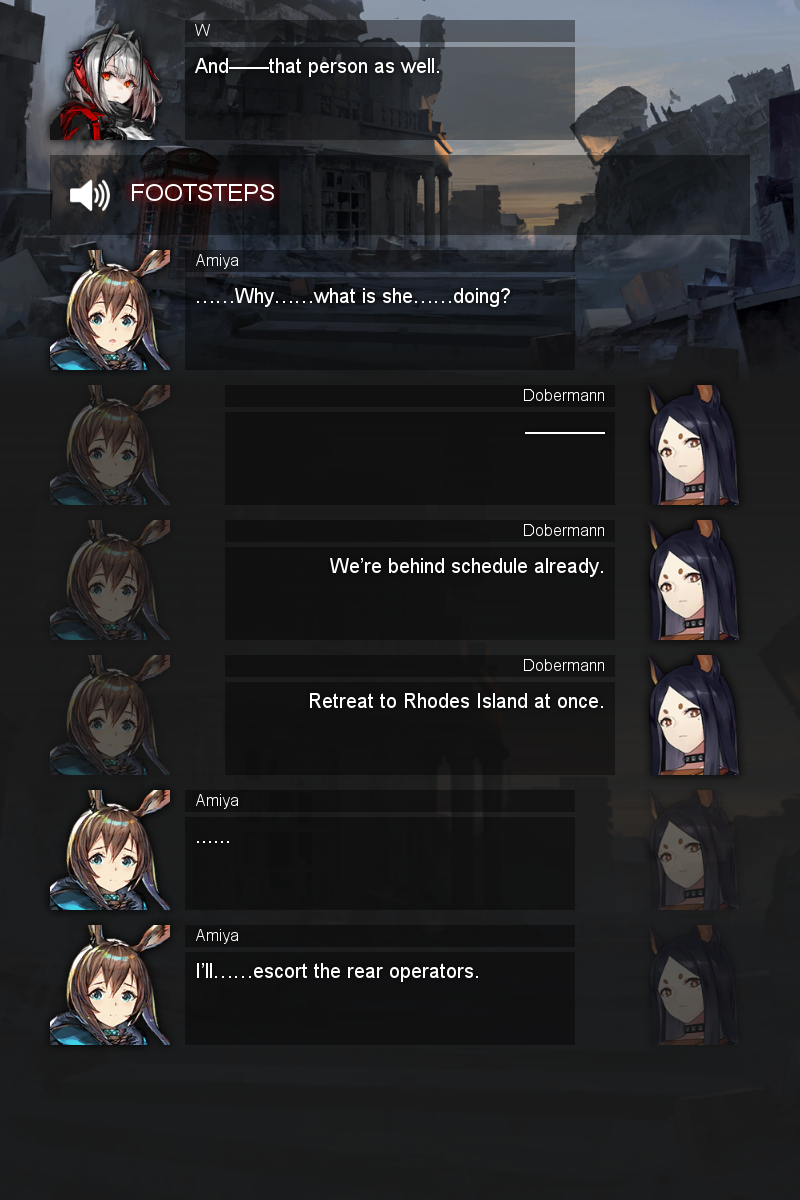 W
And——that person as well.
FOOTSTEPS
Amiya
……Why……what is she……doing?
Dobermann
————
Dobermann
We’re behind schedule already.
Dobermann
Retreat to Rhodes Island at once.
Amiya
……
Amiya
I’ll……escort the rear operators.